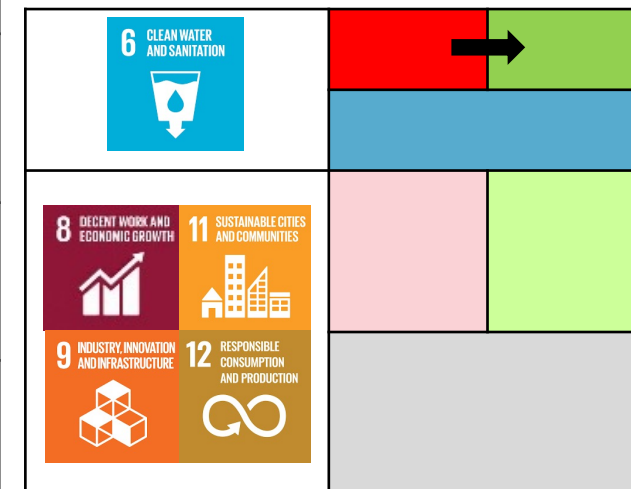 6 CLEAN WATER
AND SANITATION
8 DECENT WORK AND
ECONOMIC GROWTH
11 SUSTAINABLE CITIES
AND COMMUNITIES
9 INDUSTRY, INNOVATION
AND INFRASTRUCTURE
12 RESPONSIBLE
CONSUMPTION
AND PRODUCTION